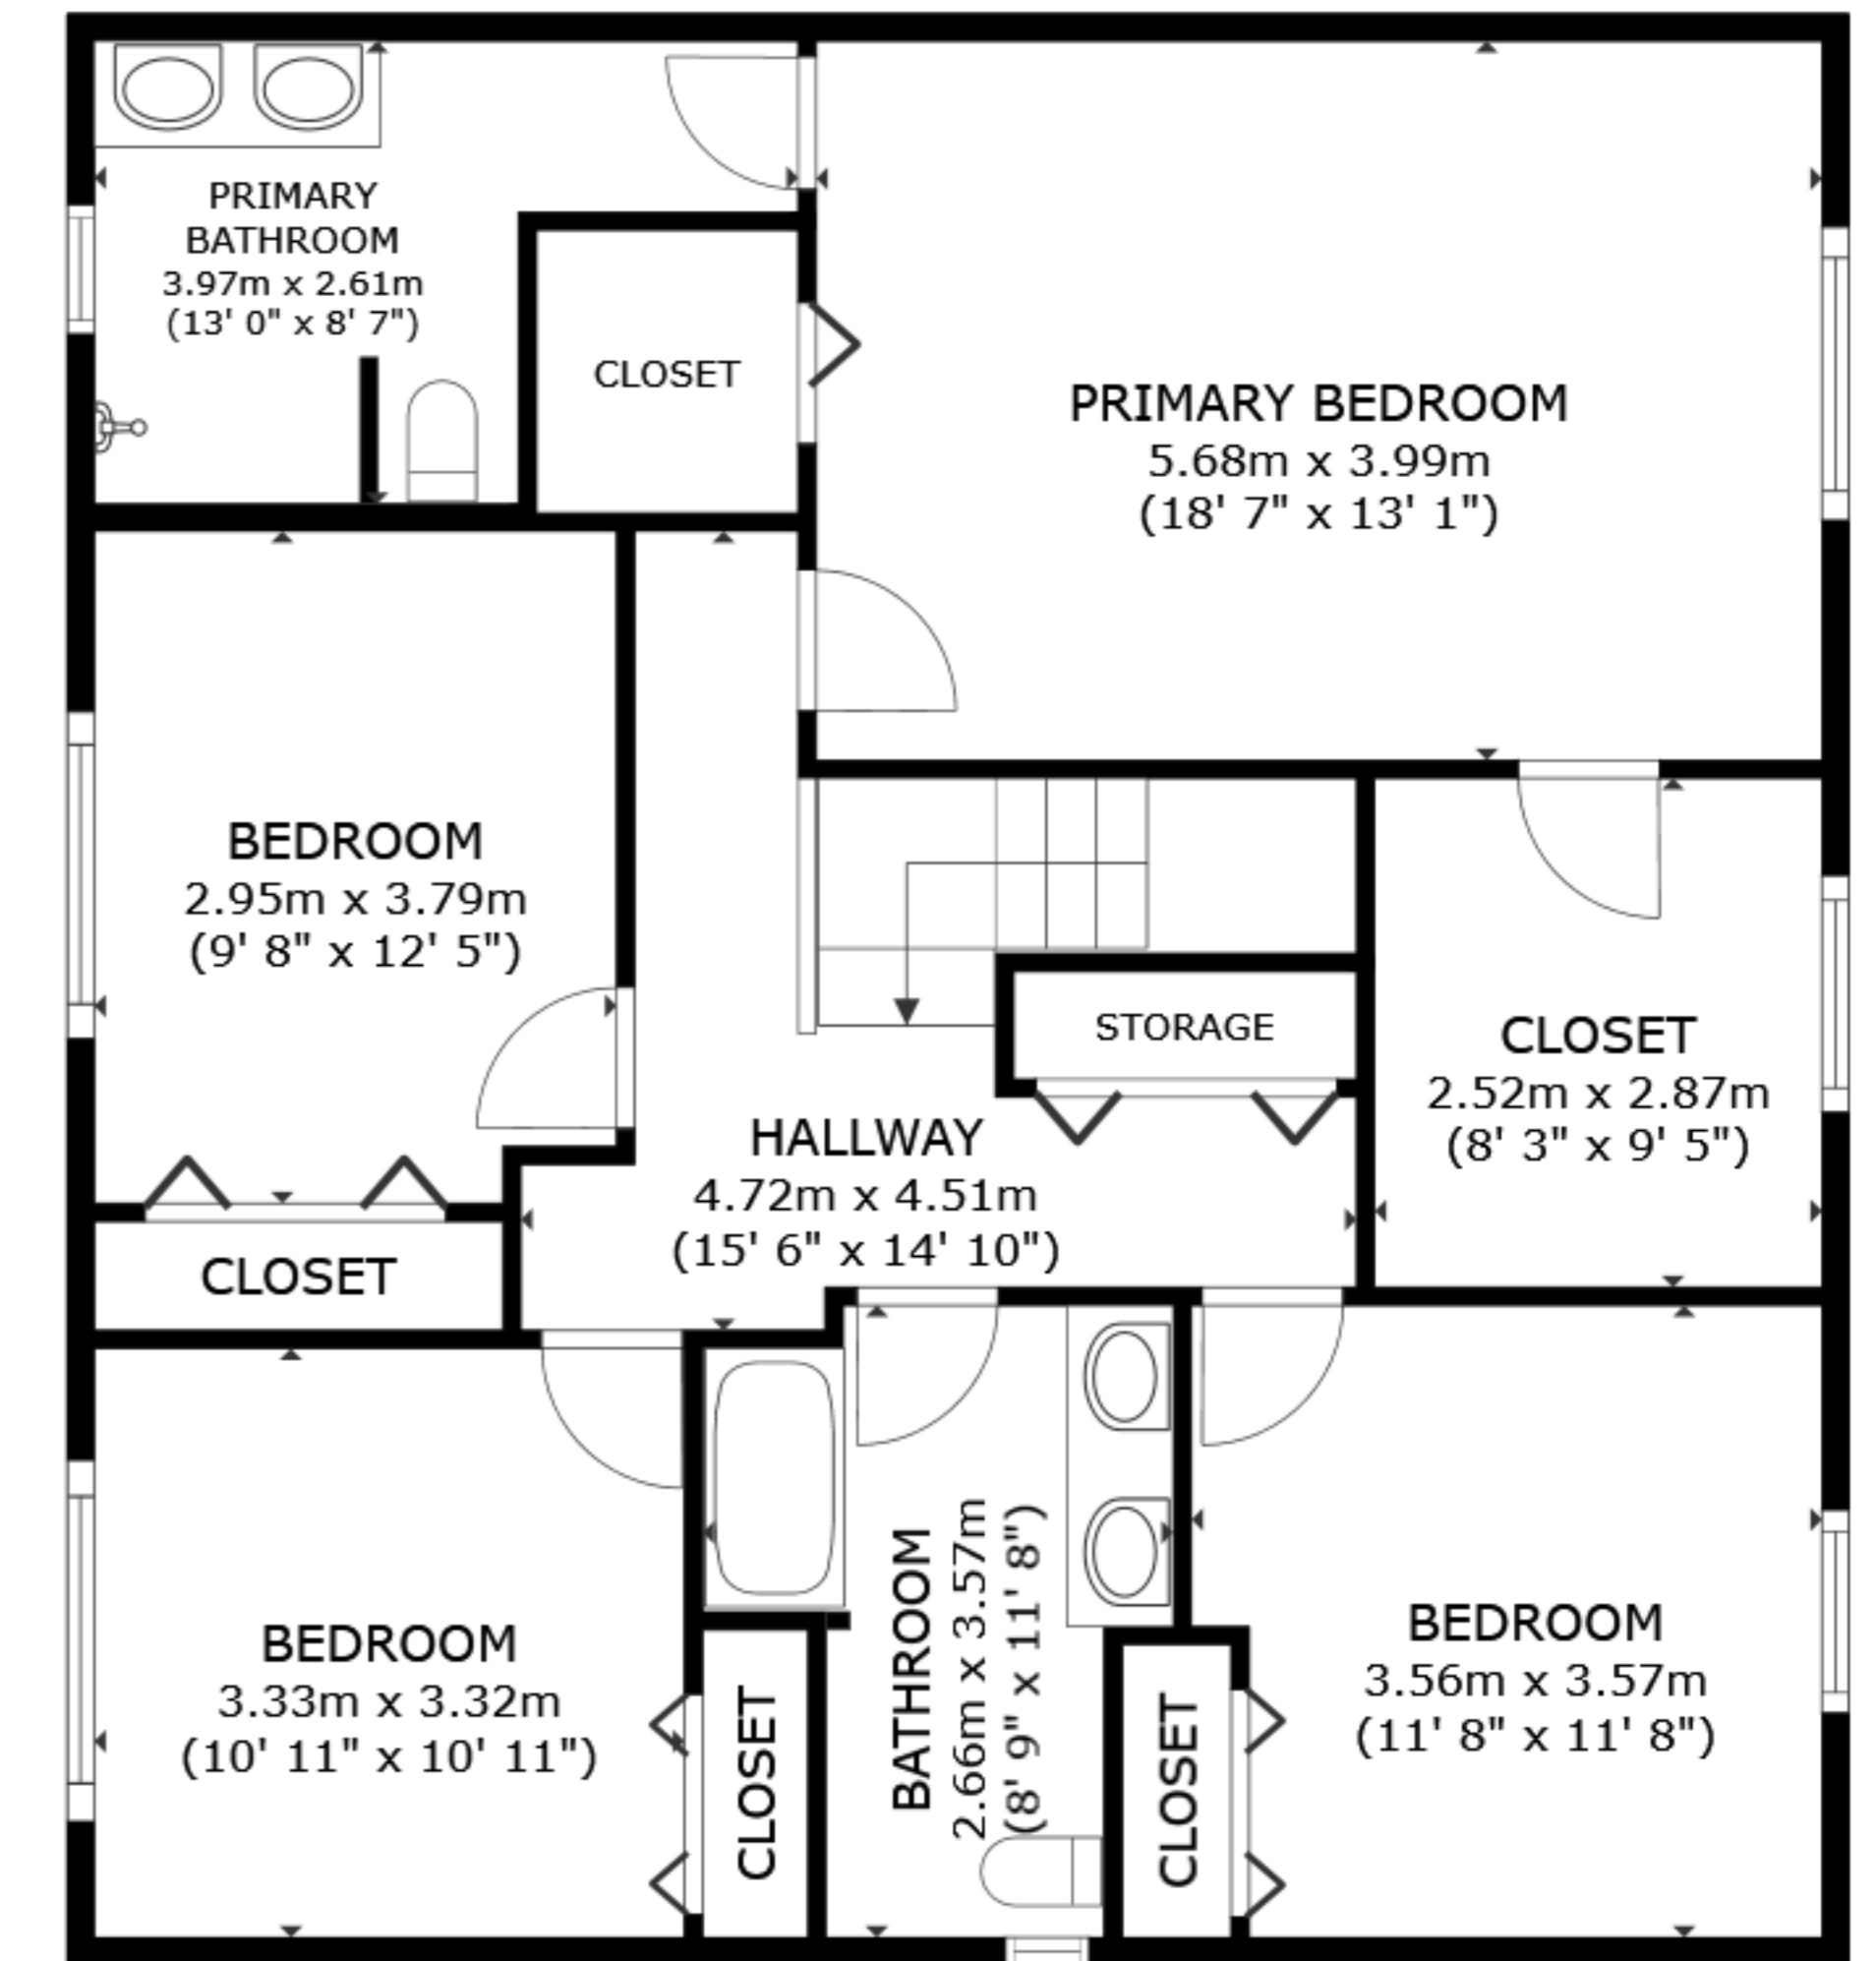 PRIMARY
BATHROOM
3.97m x 2.61m
(13' 0" x 8' 7")
CLOSET
PRIMARY BEDROOM
5.68m x 3.99m
(18' 7" x 13' 1")
BEDROOM
2.95m x 3.79m
(9' 8" x 12' 5")
STORAGE
CLOSET
2.52m x 2.87m
(8' 3" x 9' 5")
HALLWAY
4.72m x 4.51m
(15' 6" x 14' 10")
CLOSET
BEDROOM
3.33m x 3.32m
(10' 11" x 10' 11")
CLOSET
BATHROOM
2.66m x 3.57m
(8' 9" x 11' 8")
CLOSET
BEDROOM
3.56m x 3.57m
(11' 8" x 11' 8")